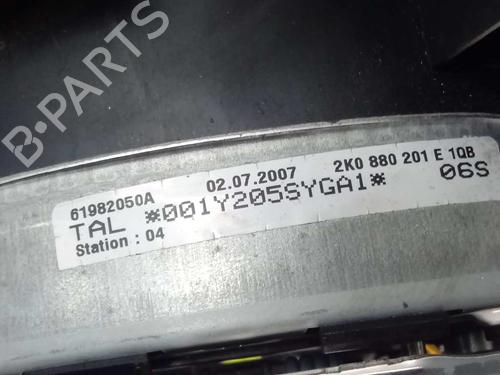 B-PARTS
61982050A 02.07.2007 2K0 880 201 E 1QB
TAL *001Y205SYGA1* 06S
Station : 04